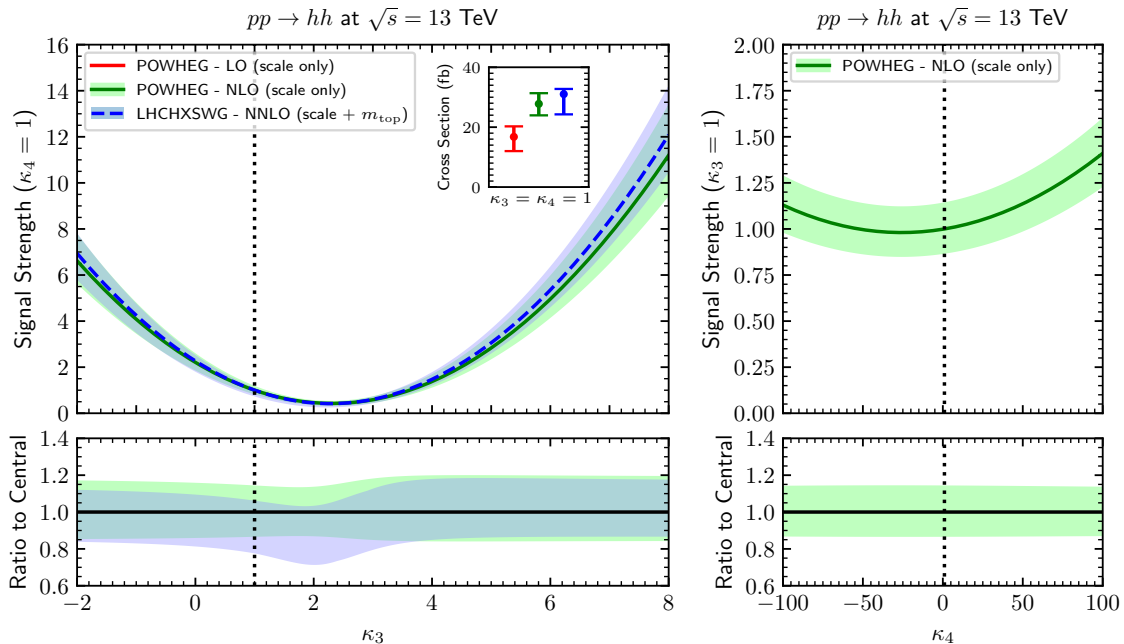 pp → hh at √s = 13 TeV
Signal Strength (κ₄ = 1)
16
14
12
10
8
6
4
2
0
POWHEG - LO (scale only)
POWHEG - NLO (scale only)
LHCHXSWG - NNLO (scale + m_top)
Cross Section (fb)
40
20
0
κ₃ = κ₄ = 1
Ratio to Central
1.4
1.2
1.0
0.8
0.6
−2 0 2 4 6 8
κ₃
pp → hh at √s = 13 TeV
Signal Strength (κ₃ = 1)
2.00
1.75
1.50
1.25
1.00
0.75
0.50
0.25
0.00
POWHEG - NLO (scale only)
Ratio to Central
1.4
1.2
1.0
0.8
0.6
−100 −50 0 50 100
κ₄